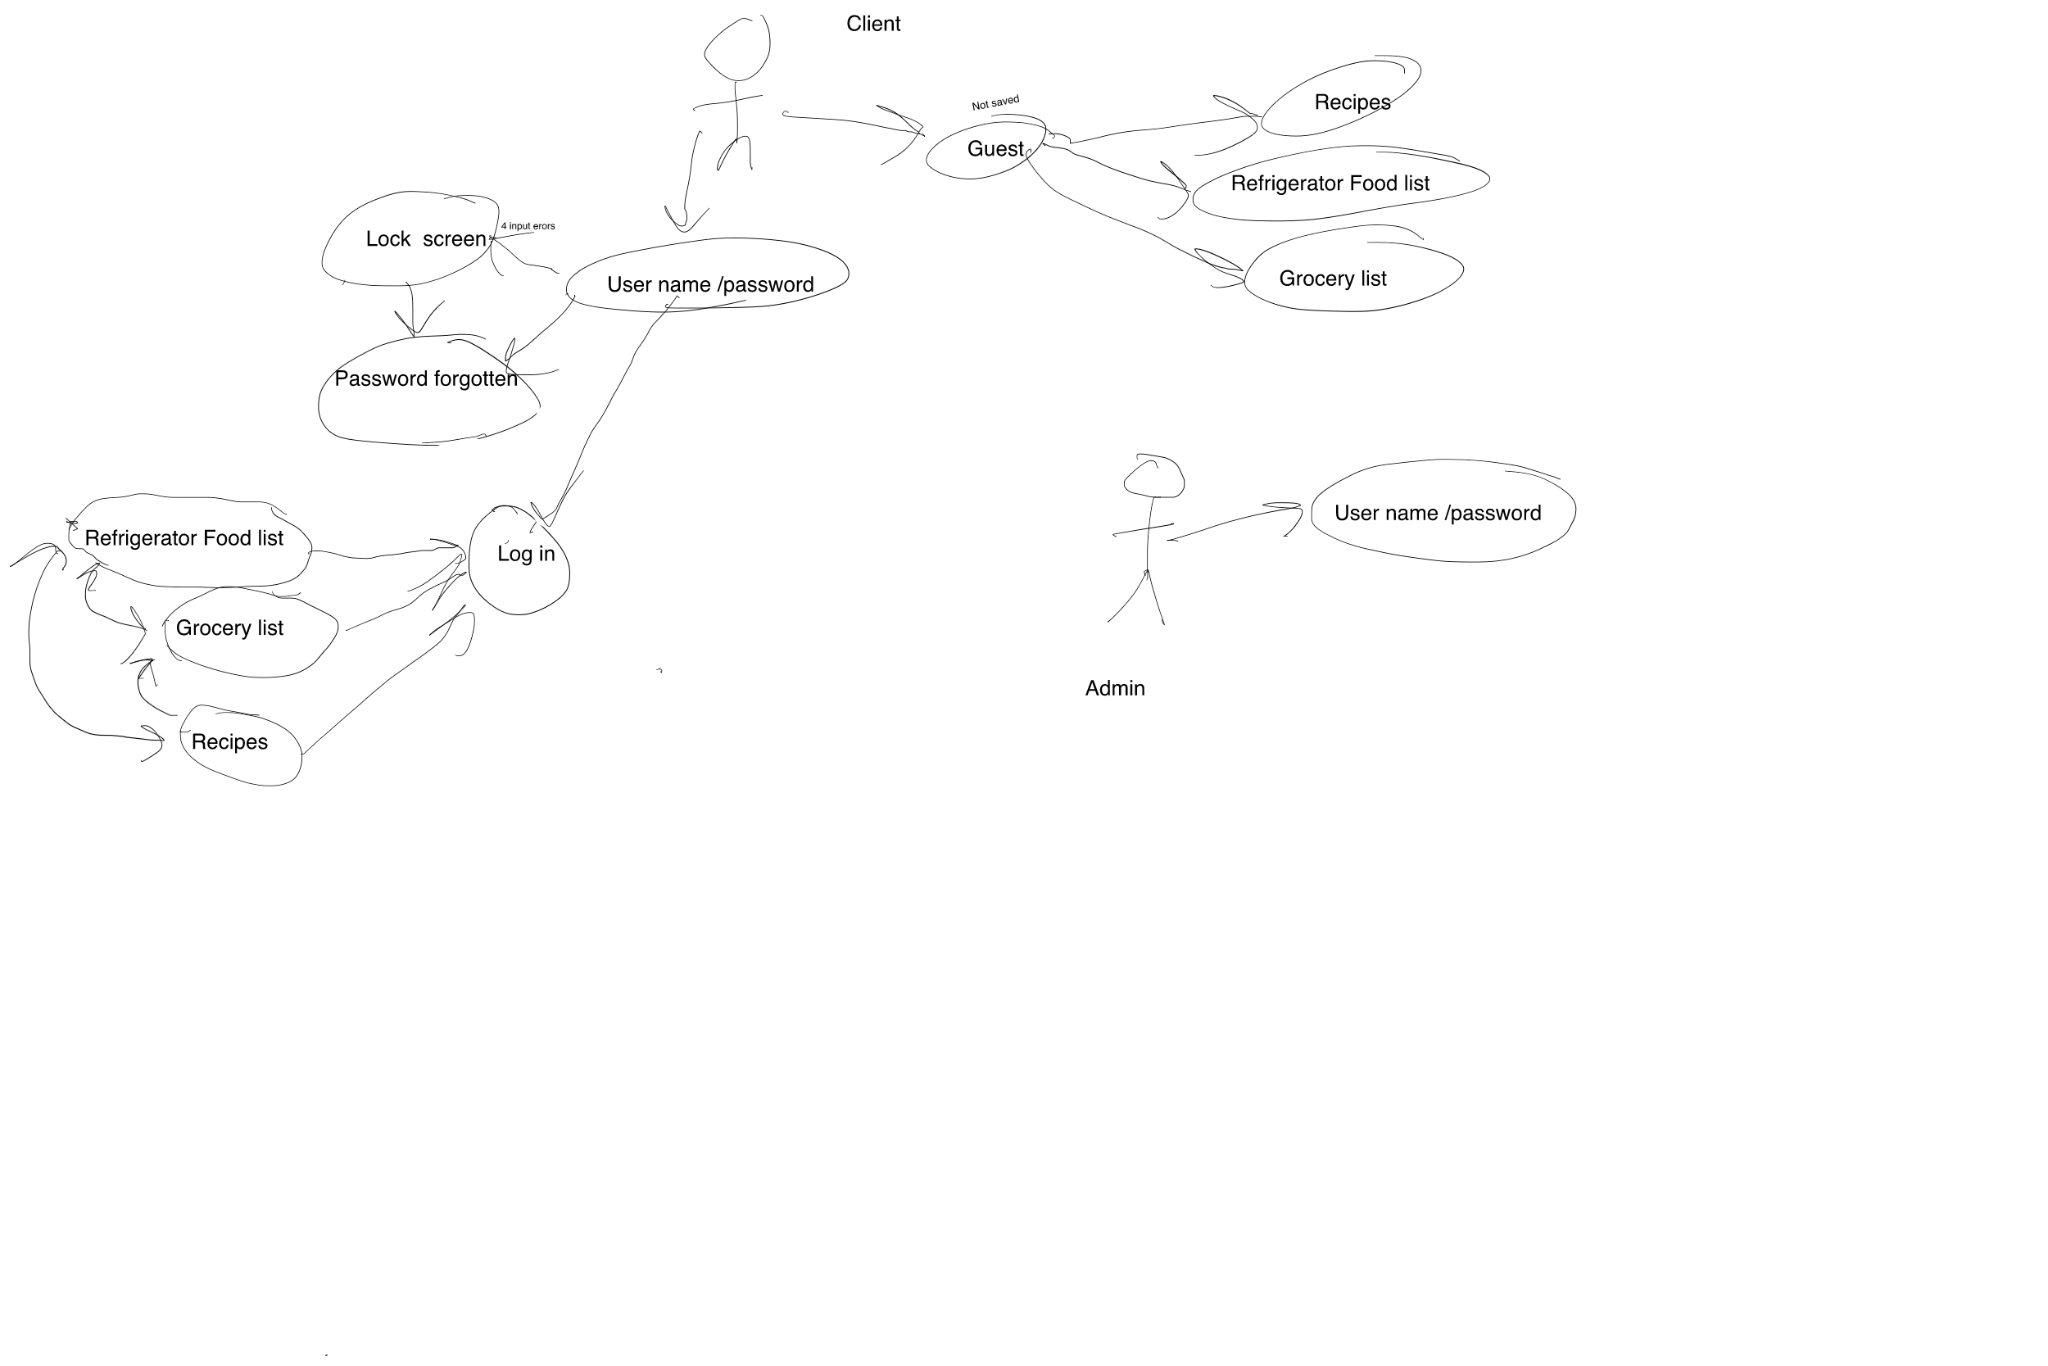 Client
Not saved
Recipes
Guest
Refrigerator Food list
Lock  screen
4 input erors
User name /password
Grocery list
Password forgotten
User name /password
Refrigerator Food list
Log in
Grocery list
Admin
Recipes